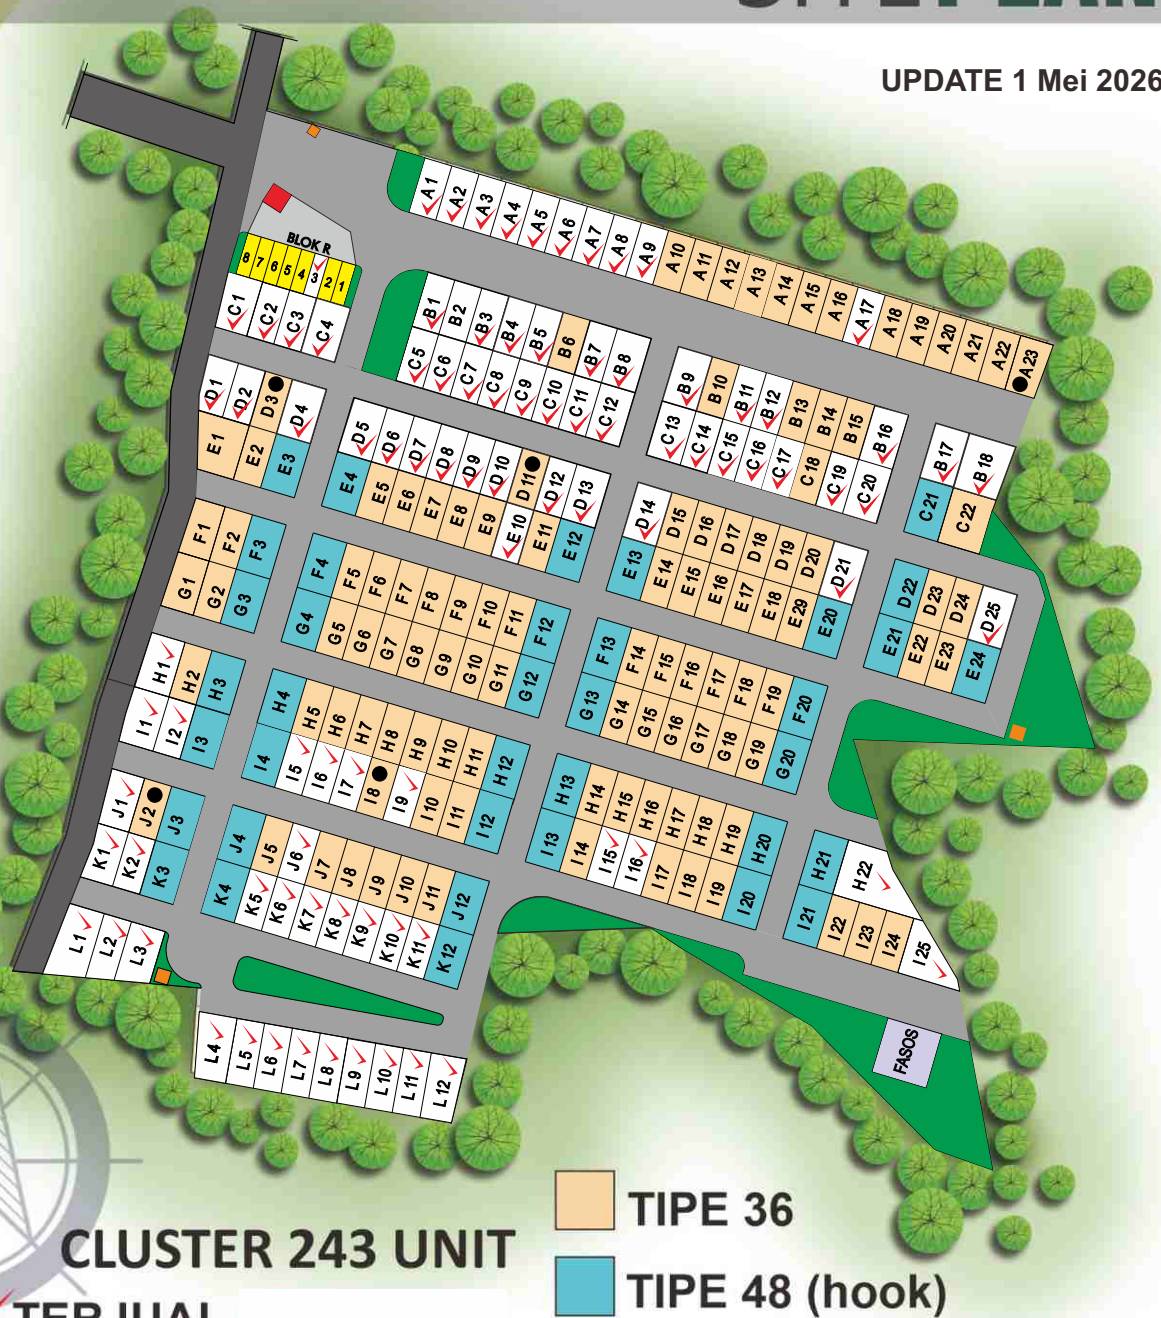 UPDATE 1 Mei 2026
A1 A2 A3 A4 A5 A6 A7 A8 A9 A10 A11 A12 A13 A14 A15 A16 A17 A18 A19 A20 A21 A22 A23
BLOK R
8 7 6 5 4 3 2 1
C1 C2 C3 C4
B1 B2 B3 B4 B5 B6 B7 B8
C5 C6 C7 C8 C9 C10 C11 C12
B9 B10 B11 B12 B13 B14 B15 B16
C13 C14 C15 C16 C17 C18 C19 C20
B17 B18
C21 C22
D1 D2 D3 D4
E1 E2 E3
D5 D6 D7 D8 D9 D10 D11 D12 D13
E4 E5 E6 E7 E8 E9 E10 E11 E12
D14 D15 D16 D17 D18 D19 D20 D21
E13 E14 E15 E16 E17 E18 E29 E20
D22 D23 D24 D25
E21 E22 E23 E24
F1 F2 F3
G1 G2 G3
F4 F5 F6 F7 F8 F9 F10 F11 F12
G4 G5 G6 G7 G8 G9 G10 G11 G12
F13 F14 F15 F16 F17 F18 F19 F20
G13 G14 G15 G16 G17 G18 G19 G20
H1 H2 H3
I1 I2 I3
H4 H5 H6 H7 H8 H9 H10 H11 H12
I4 I5 I6 I7 I8 I9 I10 I11 I12
H13 H14 H15 H16 H17 H18 H19 H20
I13 I14 I15 I16 I17 I18 I19 I20
H21 H22
I21 I22 I23 I24 I25
J1 J2 J3
K1 K2 K3
J4 J5 J6 J7 J8 J9 J10 J11 J12
K4 K5 K6 K7 K8 K9 K10 K11 K12
L1 L2 L3
L4 L5 L6 L7 L8 L9 L10 L11 L12
FASOS
TIPE 36
CLUSTER 243 UNIT
TIPE 48 (hook)